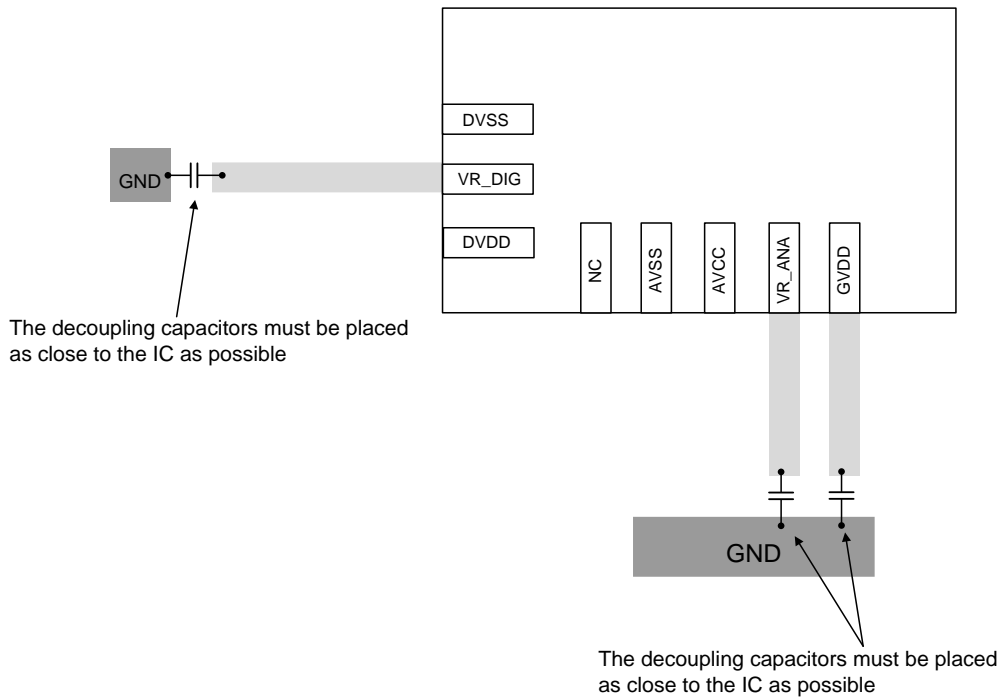 DVSS
GND
VR_DIG
DVDD
NC
AVSS
AVCC
VR_ANA
GVDD
The decoupling capacitors must be placed
as close to the IC as possible
GND
The decoupling capacitors must be placed
as close to the IC as possible